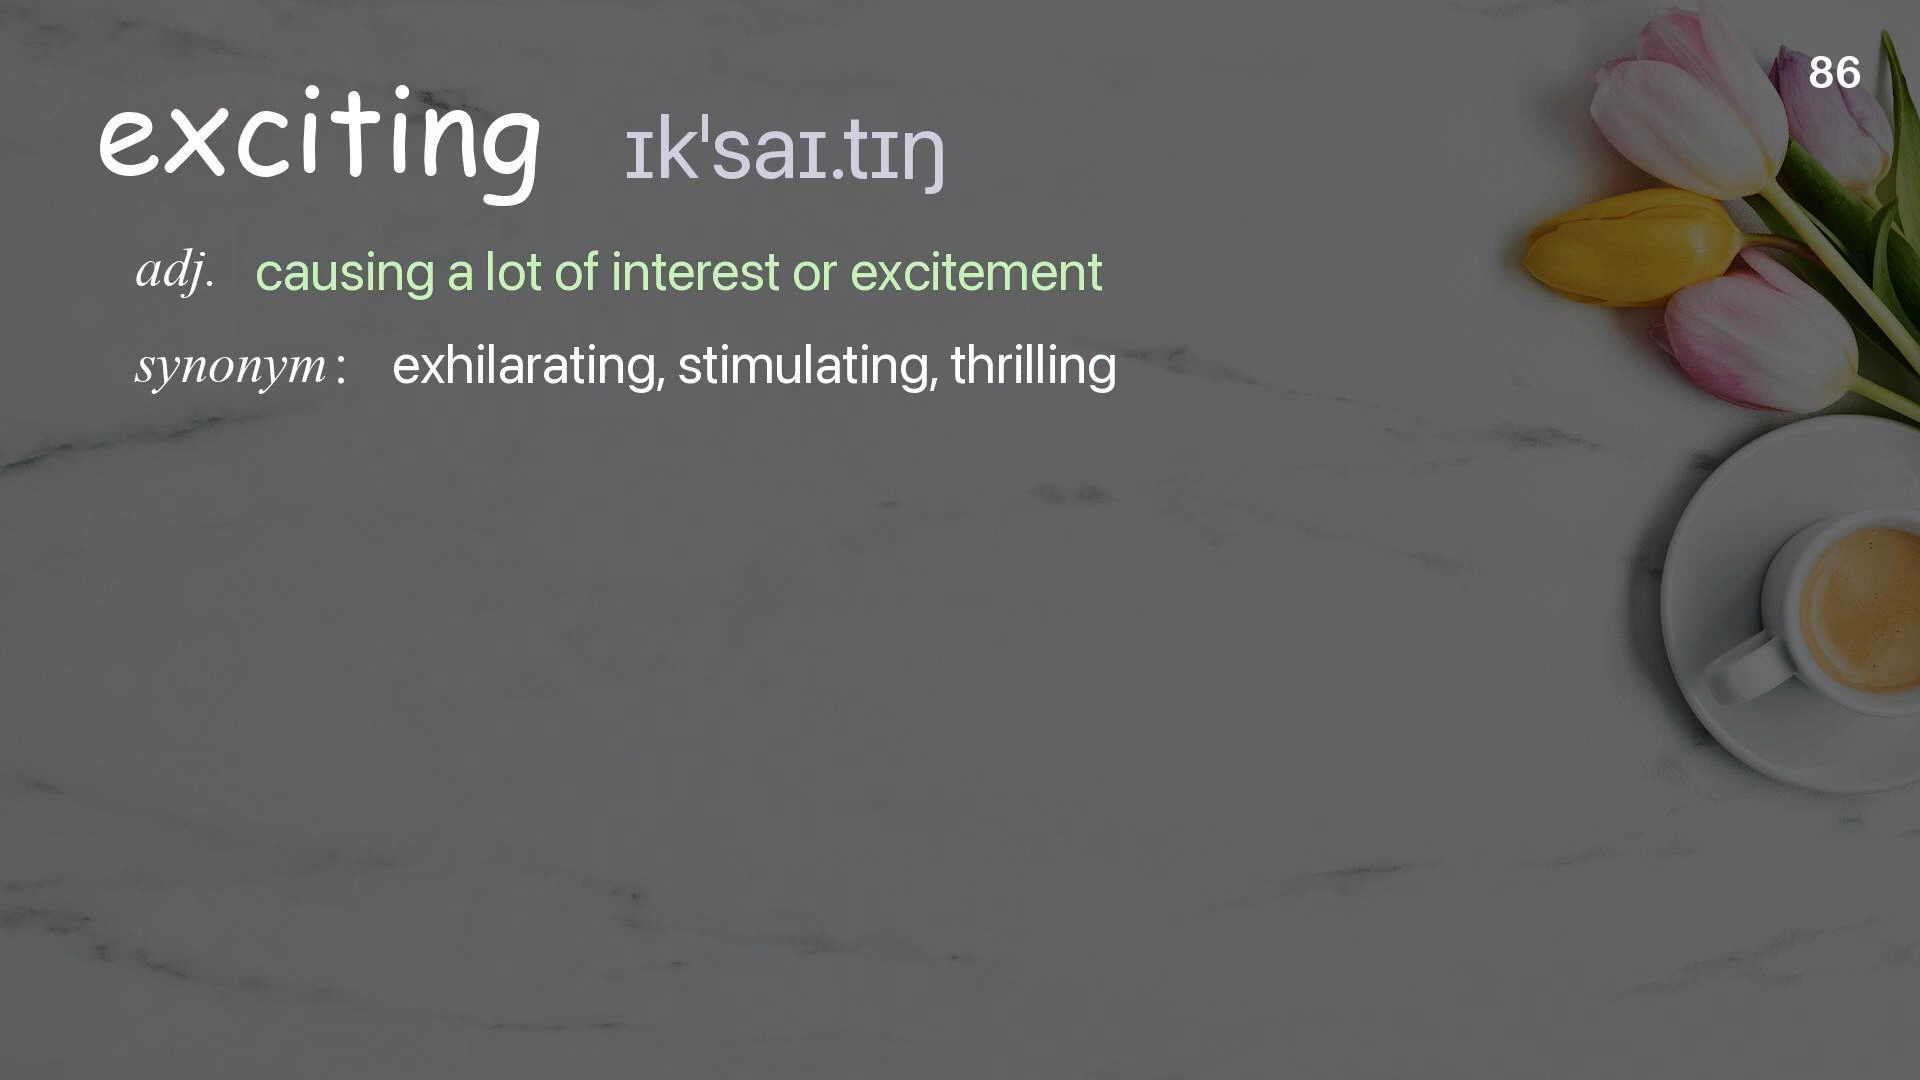 86
exciting ɪkˈsaɪ.tɪŋ
adj. causing a lot of interest or excitement
synonym : exhilarating, stimulating, thrilling